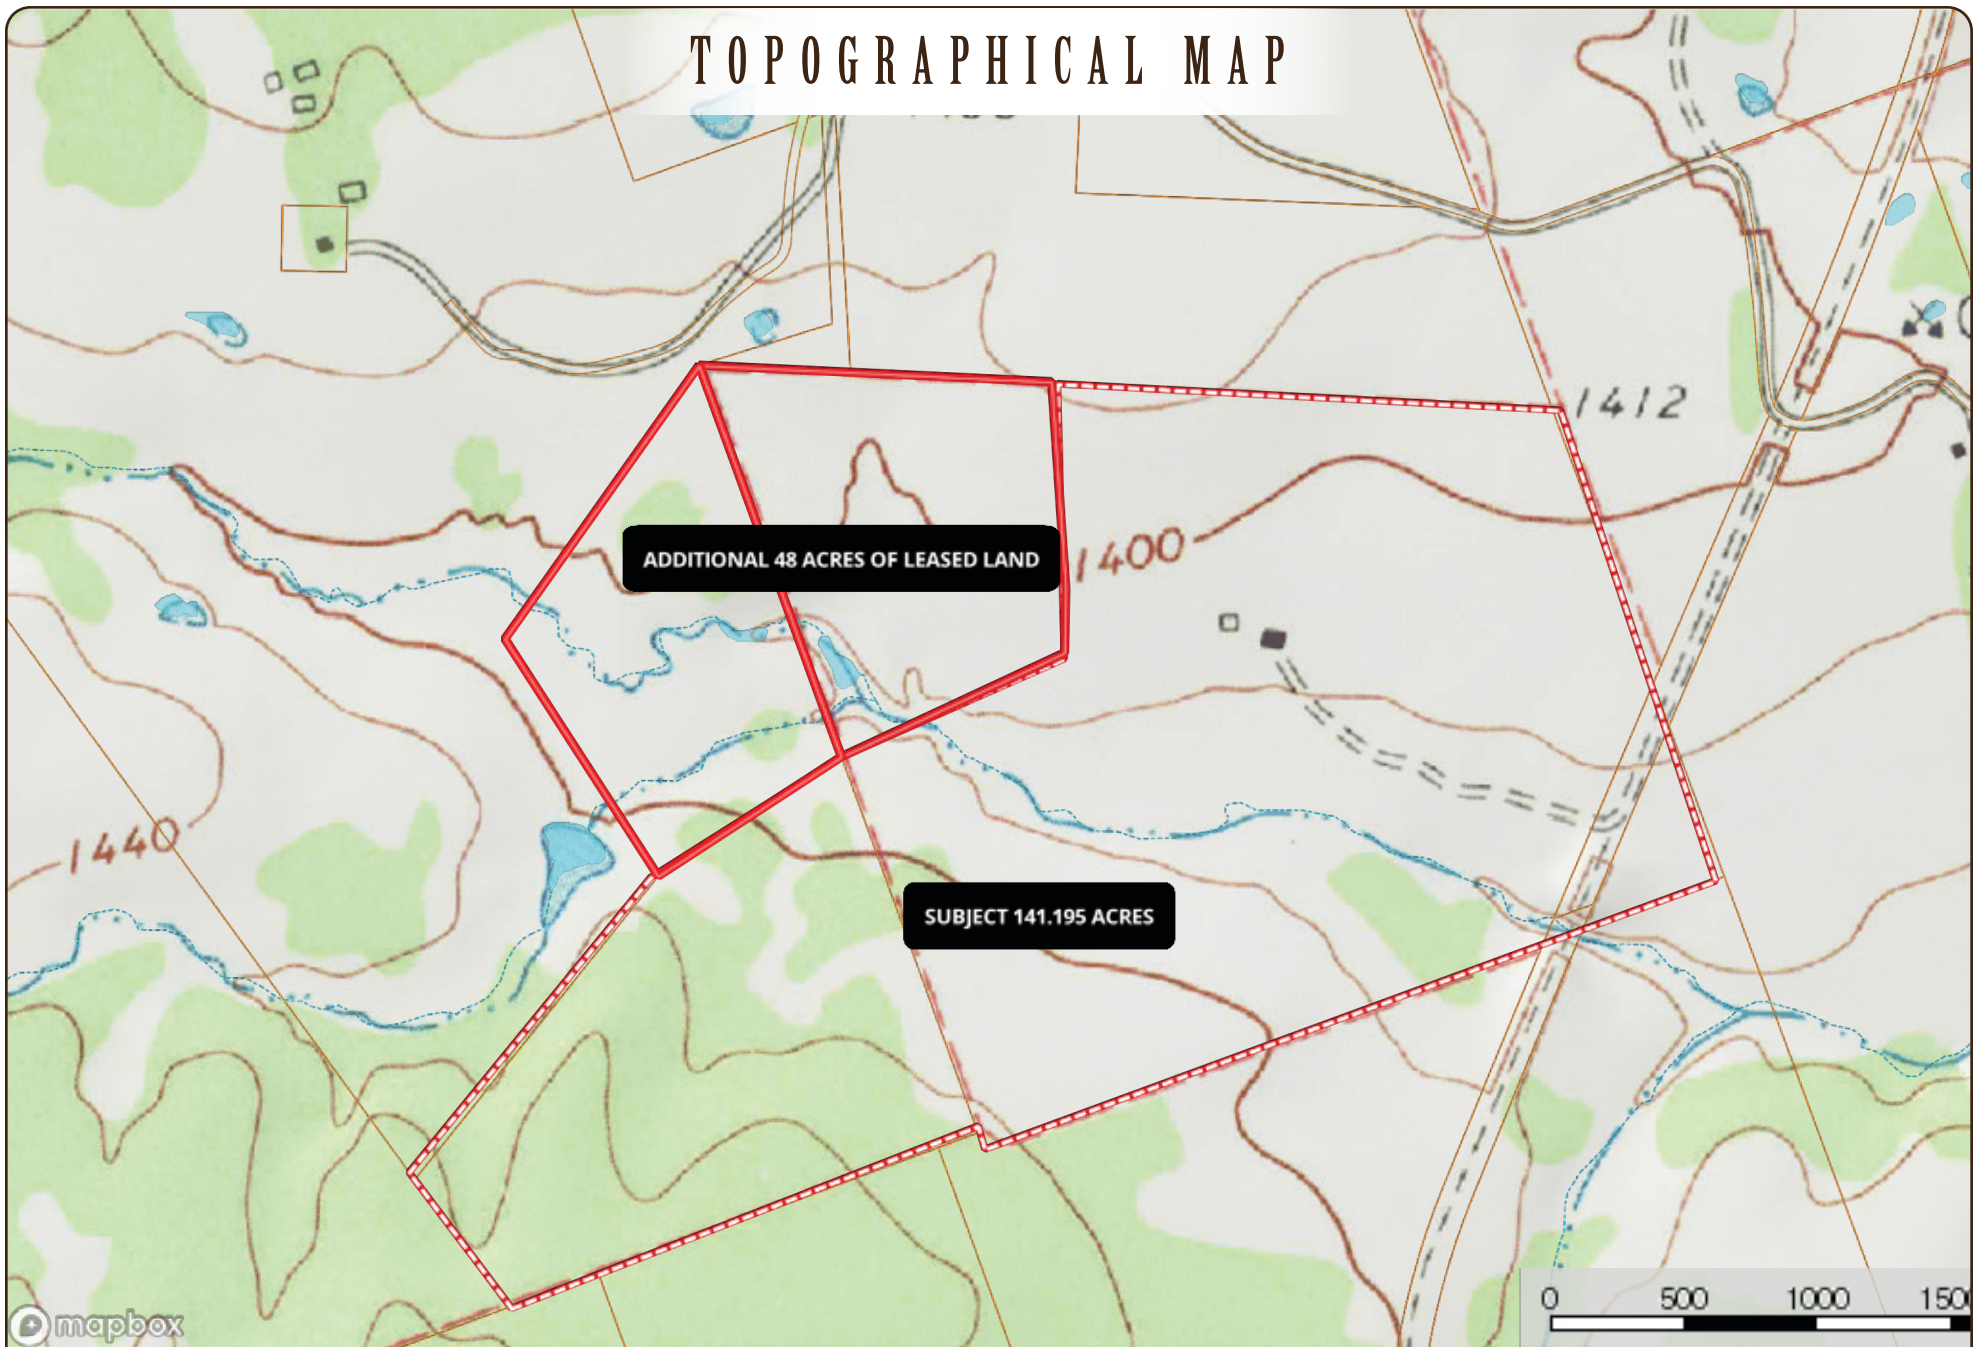 TOPOGRAPHICAL MAP
1412
ADDITIONAL 48 ACRES OF LEASED LAND
1400
1440
SUBJECT 141.195 ACRES
0 500 1000
mapbox